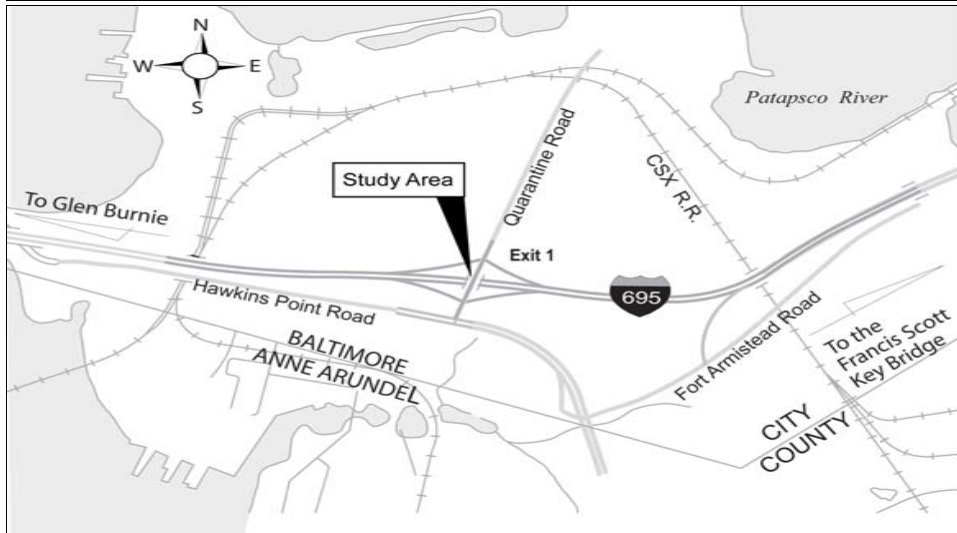 N
W
E
S
Patapsco River
Quarantine Road
CSX R.R.
Study Area
To Glen Burnie
Exit 1
695
Hawkins Point Road
BALTIMORE
ANNE ARUNDEL
Fort Armistead Road
To the
Francis Scott
Key Bridge
CITY
COUNTY